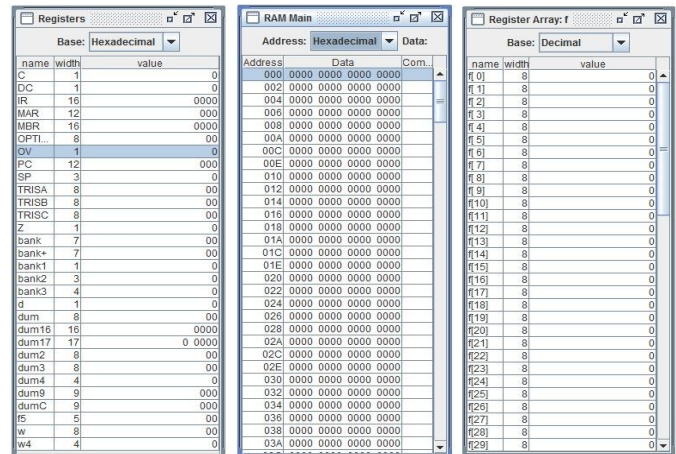 Registers
Base: Hexadecimal
name width value
C 1 0
DC 1 0
IR 16 0000
MAR 12 000
MBR 16 0000
OPTI... 8 00
OV 1 0
PC 12 000
SP 3 0
TRISA 8 00
TRISB 8 00
TRISC 8 00
Z 1 0
bank 7 00
bank+ 7 00
bank1 1 0
bank2 3 0
bank3 4 0
d 1 0
dum 8 00
dum16 16 0000
dum17 17 0 0000
dum2 8 00
dum3 8 00
dum4 4 0
dum9 9 000
dumC 9 000
f5 5 00
w 8 00
w4 4 0
RAM Main
Address: Hexadecimal Data:
Address Data Com...
000 0000 0000 0000 0000
002 0000 0000 0000 0000
004 0000 0000 0000 0000
006 0000 0000 0000 0000
008 0000 0000 0000 0000
00A 0000 0000 0000 0000
00C 0000 0000 0000 0000
00E 0000 0000 0000 0000
010 0000 0000 0000 0000
012 0000 0000 0000 0000
014 0000 0000 0000 0000
016 0000 0000 0000 0000
018 0000 0000 0000 0000
01A 0000 0000 0000 0000
01C 0000 0000 0000 0000
01E 0000 0000 0000 0000
020 0000 0000 0000 0000
022 0000 0000 0000 0000
024 0000 0000 0000 0000
026 0000 0000 0000 0000
028 0000 0000 0000 0000
02A 0000 0000 0000 0000
02C 0000 0000 0000 0000
02E 0000 0000 0000 0000
030 0000 0000 0000 0000
032 0000 0000 0000 0000
034 0000 0000 0000 0000
036 0000 0000 0000 0000
038 0000 0000 0000 0000
03A 0000 0000 0000 0000
Register Array: f
Base: Decimal
name width value
f[ 0] 8 0
f[ 1] 8 0
f[ 2] 8 0
f[ 3] 8 0
f[ 4] 8 0
f[ 5] 8 0
f[ 6] 8 0
f[ 7] 8 0
f[ 8] 8 0
f[ 9] 8 0
f[10] 8 0
f[11] 8 0
f[12] 8 0
f[13] 8 0
f[14] 8 0
f[15] 8 0
f[16] 8 0
f[17] 8 0
f[18] 8 0
f[19] 8 0
f[20] 8 0
f[21] 8 0
f[22] 8 0
f[23] 8 0
f[24] 8 0
f[25] 8 0
f[26] 8 0
f[27] 8 0
f[28] 8 0
f[29] 8 0